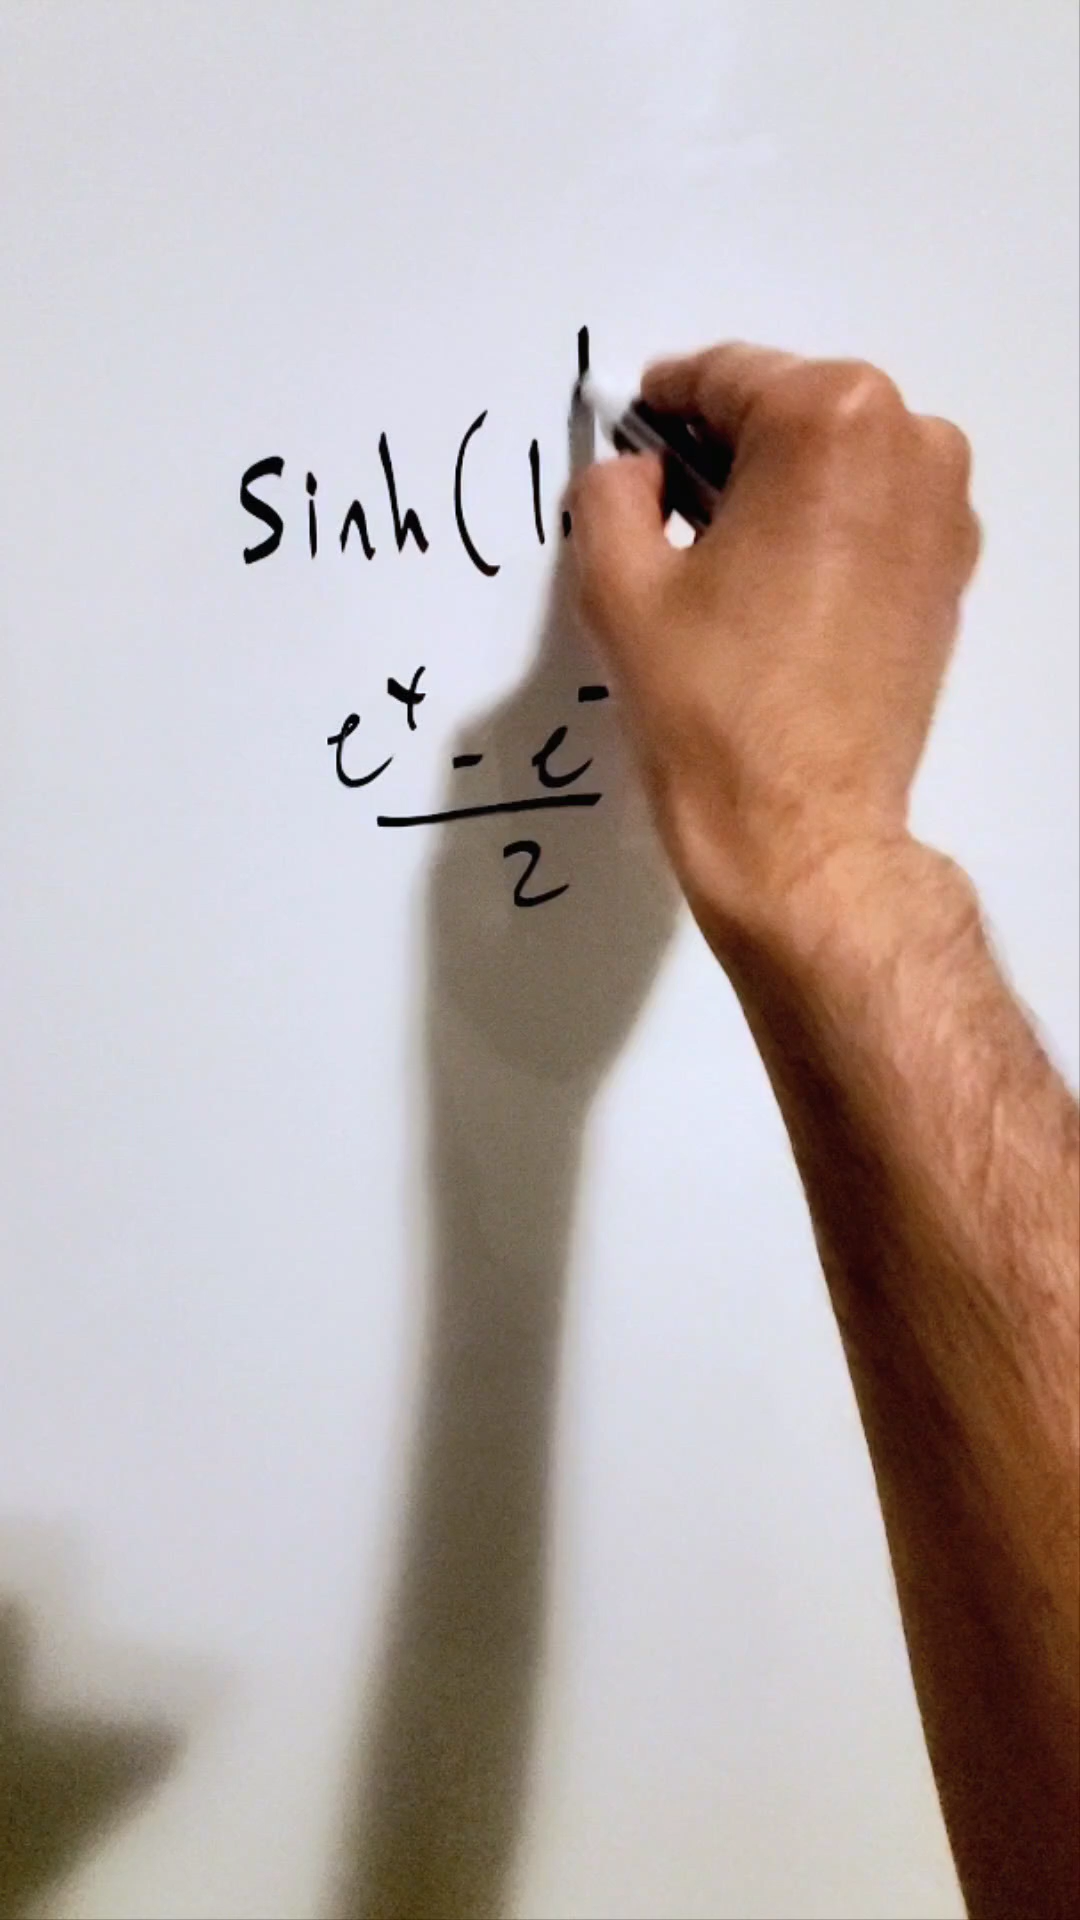 sinh(1.
e^x - e^-
2